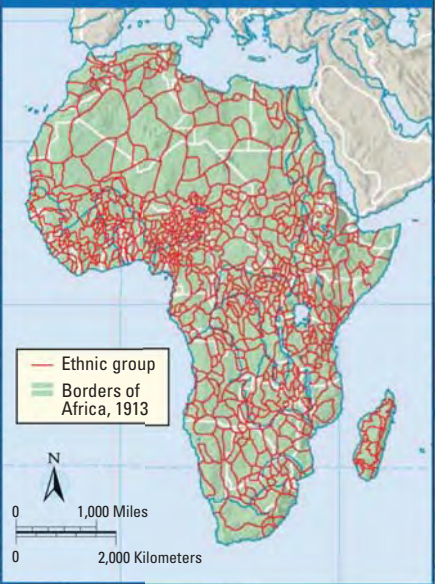 Ethnic group
Borders of
Africa, 1913
N
0 1,000 Miles
0 2,000 Kilometers